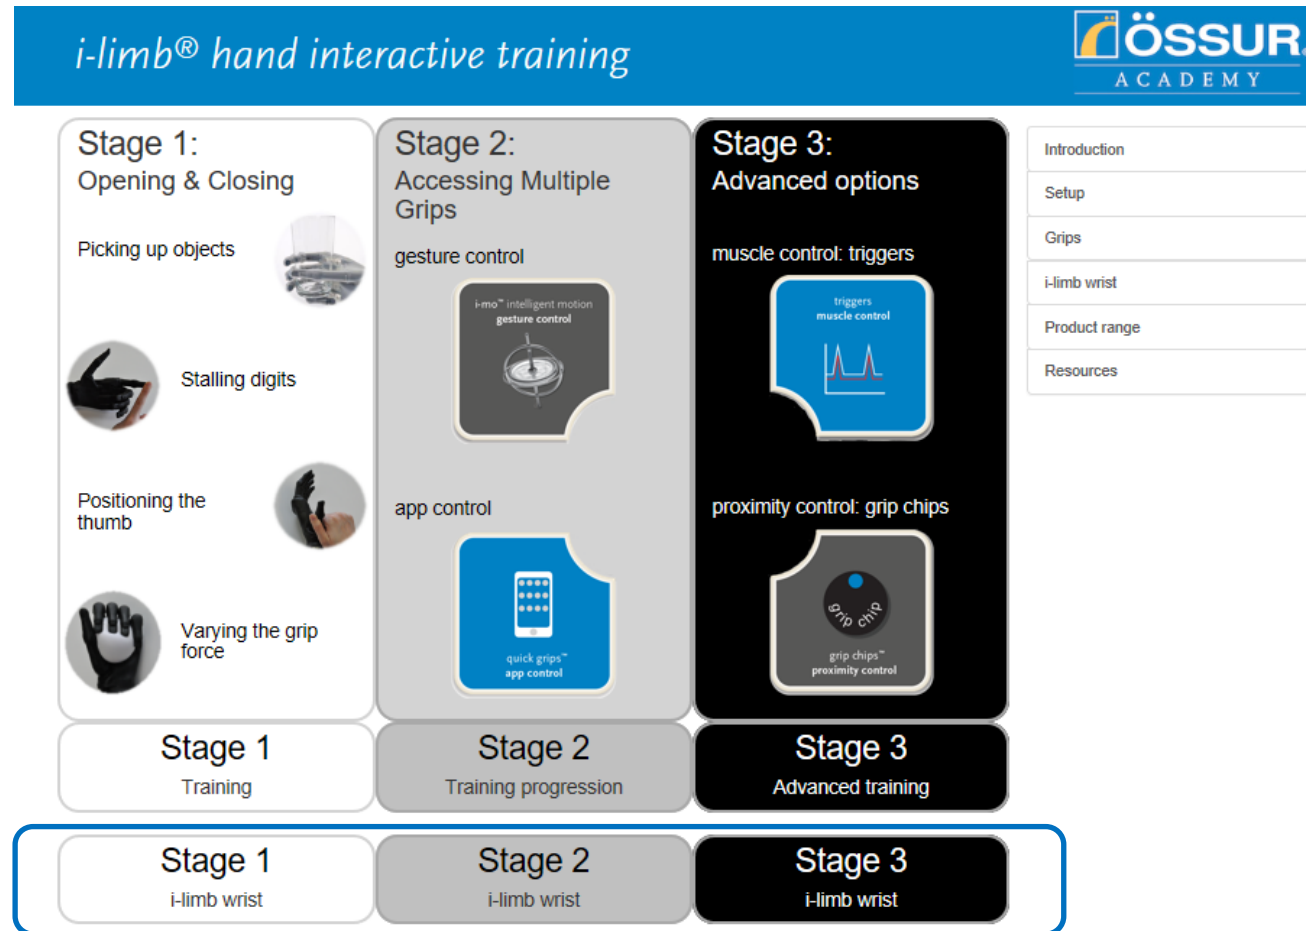 i-limb® hand interactive training
ÖSSUR®
ACADEMY
Stage 1:
Opening & Closing
Picking up objects
Stalling digits
Positioning the
thumb
Varying the grip
force
Stage 2:
Accessing Multiple
Grips
gesture control
i-mo™ intelligent motion
gesture control
app control
quick grips™
app control
Stage 3:
Advanced options
muscle control: triggers
triggers
muscle control
proximity control: grip chips
grip chip
grip chips™
proximity control
Introduction
Setup
Grips
i-limb wrist
Product range
Resources
Stage 1
Training
Stage 2
Training progression
Stage 3
Advanced training
Stage 1
i-limb wrist
Stage 2
i-limb wrist
Stage 3
i-limb wrist